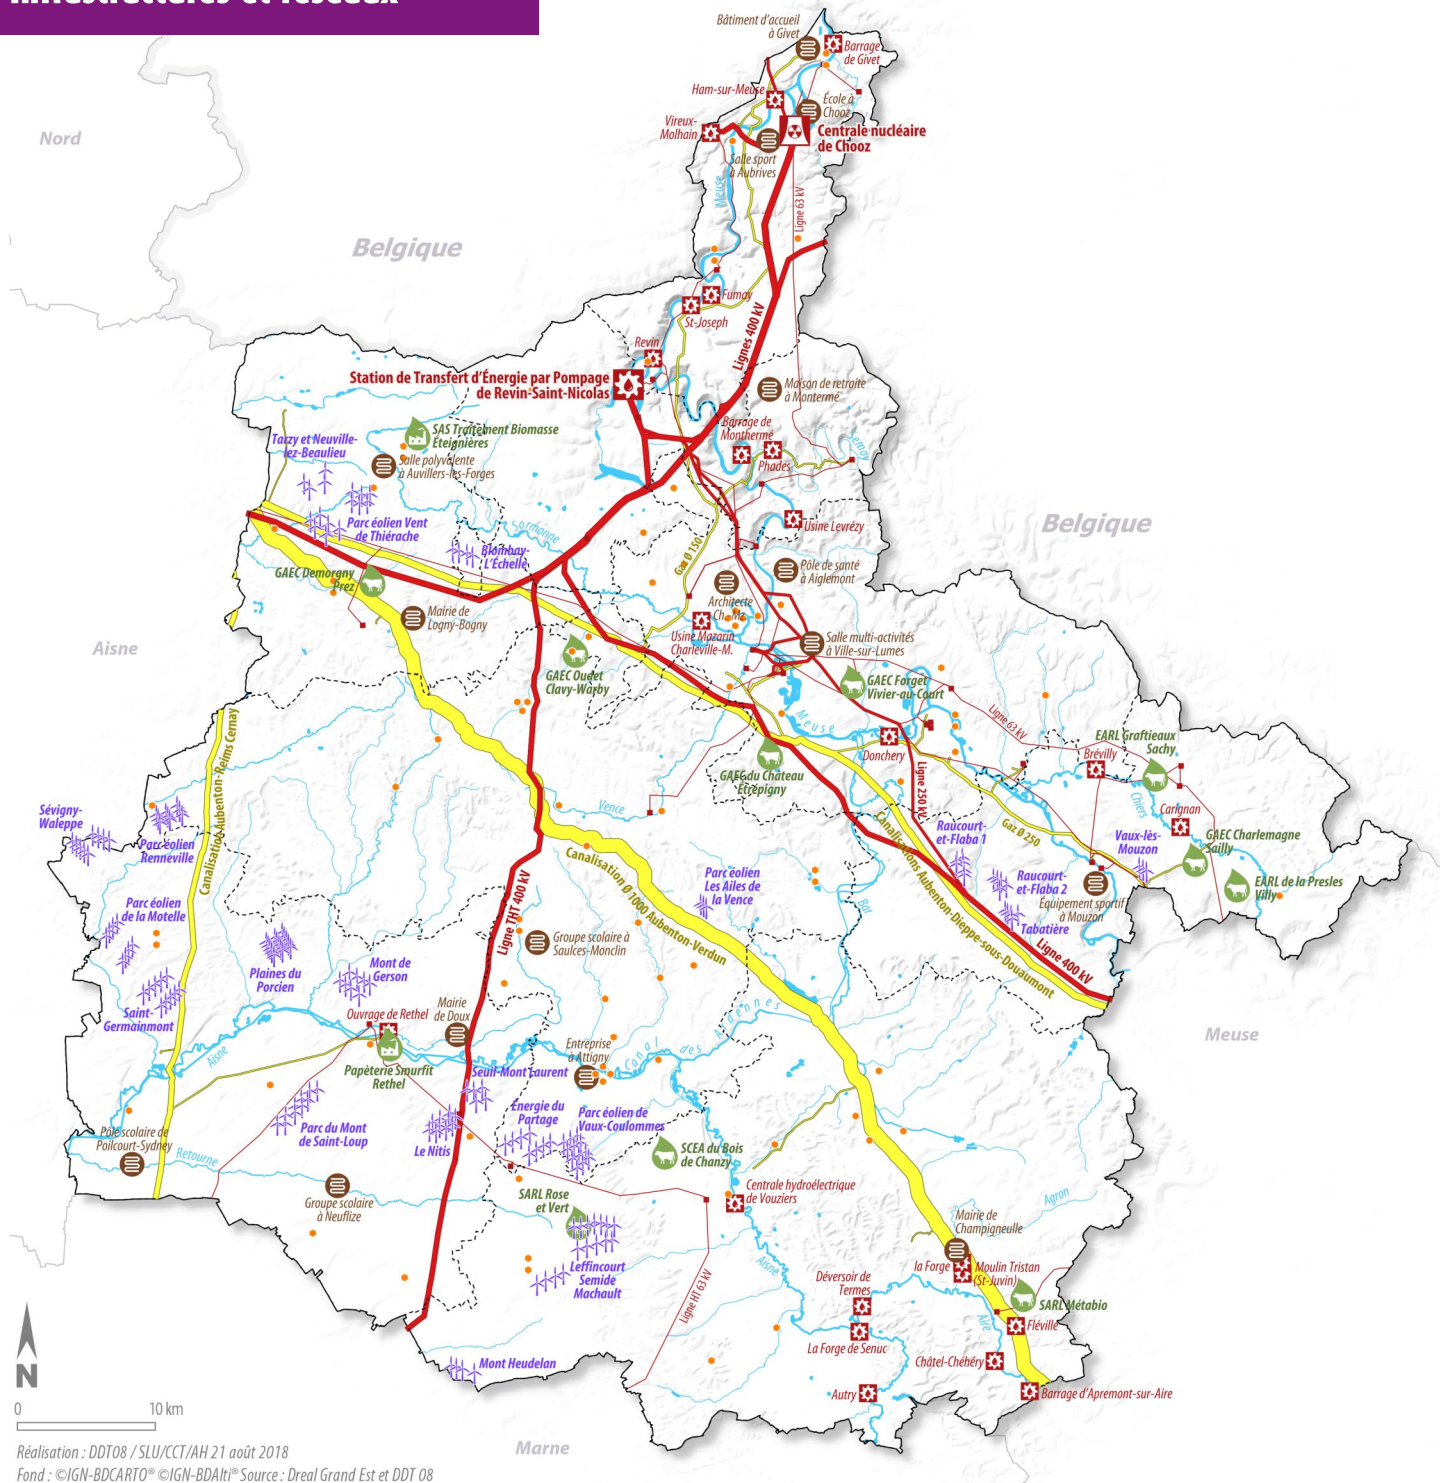 Bâtiment d'accueil
à Givet
Barrage
de Givet
Ham-sur-Meuse
École à
Chooz
Vireux-
Molhain
Centrale nucléaire
de Chooz
Nord
Salle sport
à Aubrives
Meuse
Ligne 63 kV
Belgique
Fumay
St-Joseph
Lignes 400 kV
Revin
Station de Transfert d'Énergie par Pompage
de Revin-Saint-Nicolas
Maison de retraite
à Montermé
Barrage de
Monthermé
Phades
Semay
SAS Traitement Biomasse
Éteignières
Tarzy et Neuville-
lez-Beaulieu
Salle polyvalente
à Auvillers-les-Forges
Parc éolien Vent
de Thiérache
Sormonne
Blombay-
L'Échelle
Usine Levrézy
Belgique
Gaz Ø 150
GAEC Demorgny
Prez
Pôle de santé
à Aiglemont
Architecte
Ch.-Mz.
Mairie de
Logny-Bogny
Usine Mazarin
Charleville-M.
Salle multi-activités
à Ville-sur-Lumes
Aisne
GAEC Oudet
Clavy-Warby
GAEC Forget
Vivier-au-Court
Meuse
Ligne 63 kV
EARL Graftieaux
Sachy
Donchery
Brévilly
GAEC du Château
Étrépigny
Canalisation Aubenton-Reims Cernay
Ligne 250 kV
Chiers
Carignan
Vence
Sévigny-
Waleppe
Parc éolien
Renneville
Canalisations Aubenton-Dieppe-sous-Douaumont
Raucourt-
et-Flaba 1
Gaz Ø 250
Vaux-lès-
Mouzon
GAEC Charlemagne
Sailly
Canalisation Ø 1000 Aubenton-Verdun
Parc éolien
Les Ailes de
la Vence
Raucourt-
et-Flaba 2
EARL de la Presles
Villy
Équipement sportif
à Mouzon
Ligne THT 400 kV
Bar
Parc éolien
de la Motelle
Tabatière
Groupe scolaire à
Saulces-Monclin
Ligne 400 kV
Plaines du
Porcien
Mont de
Gerson
Saint-
Germainmont
Ouvrage de Rethel
Mairie
de Doux
Meuse
Canal des Ardennes
Entreprise
à Attigny
Aisne
Papèterie Smurfit
Rethel
Seuil-Mont Laurent
Parc du Mont
de Saint-Loup
Énergie du
Partage
Parc éolien de
Vaux-Coulommes
Pôle scolaire de
Poilcourt-Sydney
Le Nitis
SCEA du Bois
de Chanzy
Retourne
Centrale hydroélectrique
de Vouziers
Groupe scolaire
à Neuflize
SARL Rose
et Vert
Agron
Mairie de
Champigneulle
Leffincourt
Semide
Machault
Aisne
la Forge
Moulin Tristan
(St-Juvin)
Déversoir de
Termes
Ligne HT 63 kV
SARL Métabio
Aire
Fléville
La Forge de Senuc
Châtel-Chéhéry
Mont Heudelan
Autry
Barrage d'Apremont-sur-Aire
N
0 10 km
Marne
Réalisation : DDT08 / SLU/CCT/AH 21 août 2018
Fond : ©IGN-BDCARTO® ©IGN-BDAlti® Source : Dreal Grand Est et DDT 08